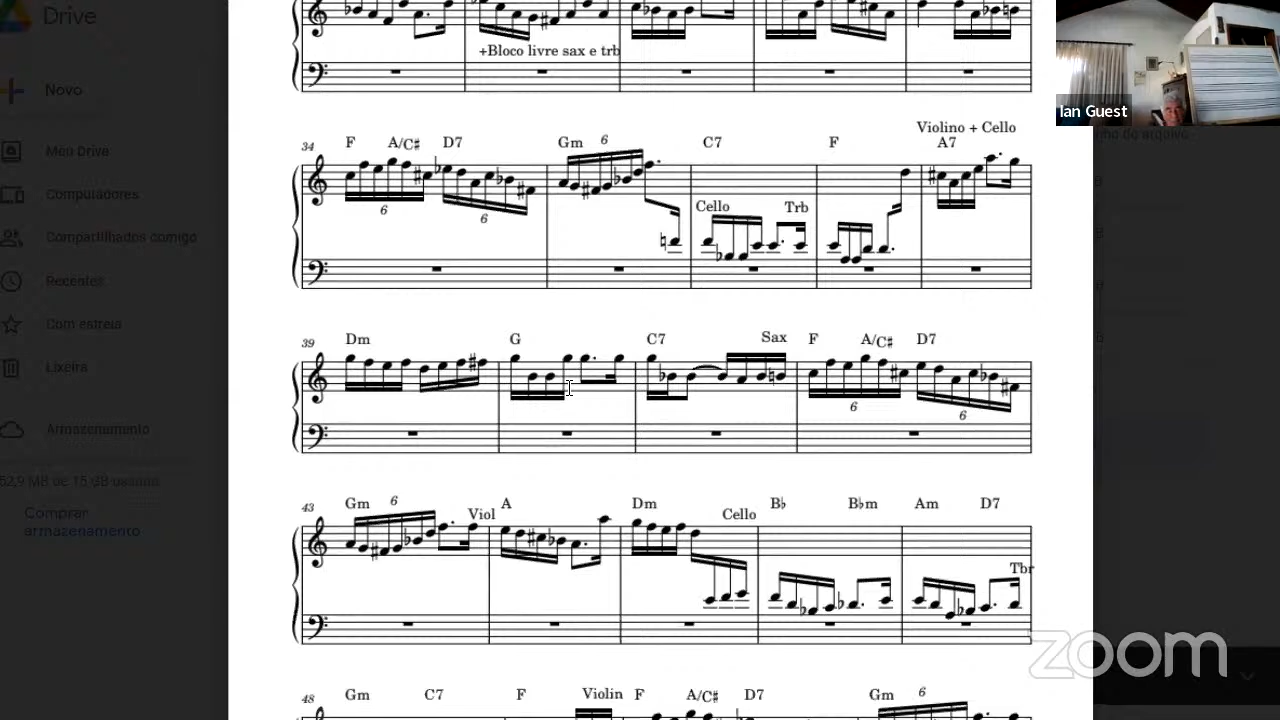 Drive
Novo
Meu Drive
Computadores
Compartilhados comigo
Recentes
Com estrela
Lixeira
Armazenamento
52,9 MB de 15 GB usados
Comprar
armazenamento
Ian Guest
+Bloco livre sax e trb
Violino + Cello
34 F A/C♯ D7 Gm 6 C7 F A7
Cello Trb
6 6
39 Dm G C7 Sax F A/C♯ D7
6 6
43 Gm 6 Viol A Dm Cello B♭ B♭m Am D7
Tbr
zoom
48 Gm C7 F Violin F A/C♯ D7 Gm 6